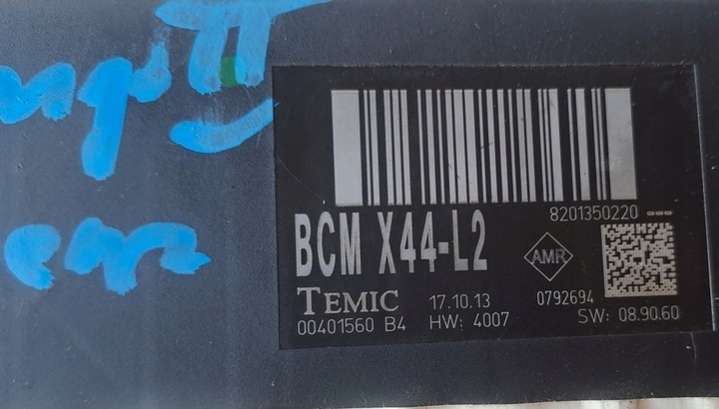 8201350220
BCM X44-L2
AMR
TEMIC 17.10.13 0792694
00401560 B4 HW: 4007 SW: 08.90.60